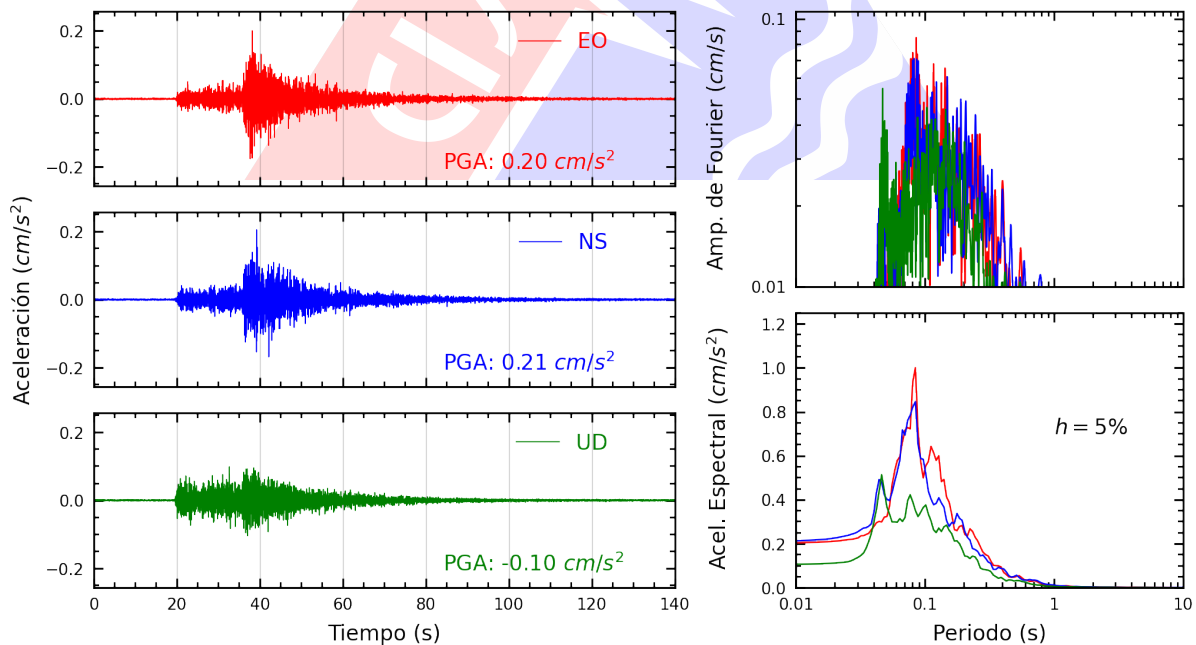 Aceleración (cm/s²)
0.2
0.0
−0.2
EO
PGA: 0.20 cm/s²
0.2
0.0
−0.2
NS
PGA: 0.21 cm/s²
0.2
0.0
−0.2
UD
PGA: -0.10 cm/s²
0 20 40 60 80 100 120 140
Tiempo (s)
Amp. de Fourier (cm/s)
0.1
0.01
Acel. Espectral (cm/s²)
1.2
1.0
0.8
0.6
0.4
0.2
0.0
h = 5%
0.01 0.1 1 10
Periodo (s)